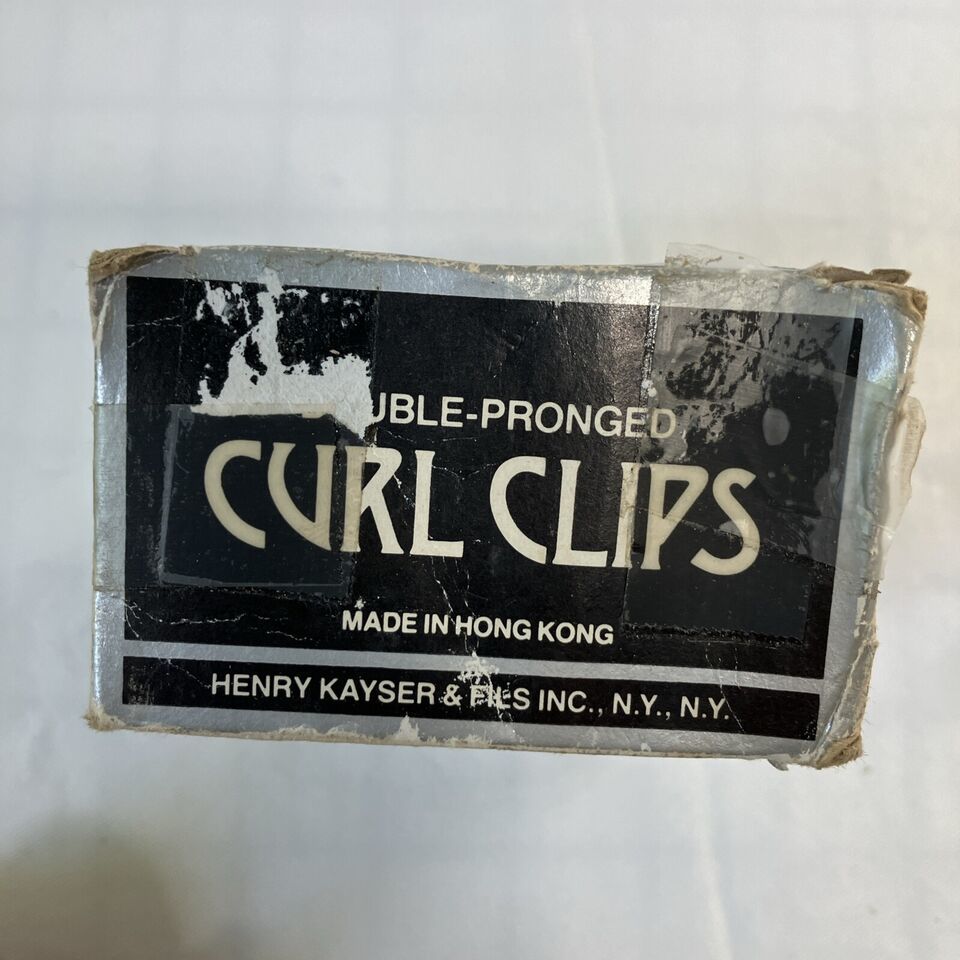 UBLE-PRONGED
CURL CLIPS
MADE IN HONG KONG
HENRY KAYSER & FILS INC., N.Y., N.Y.